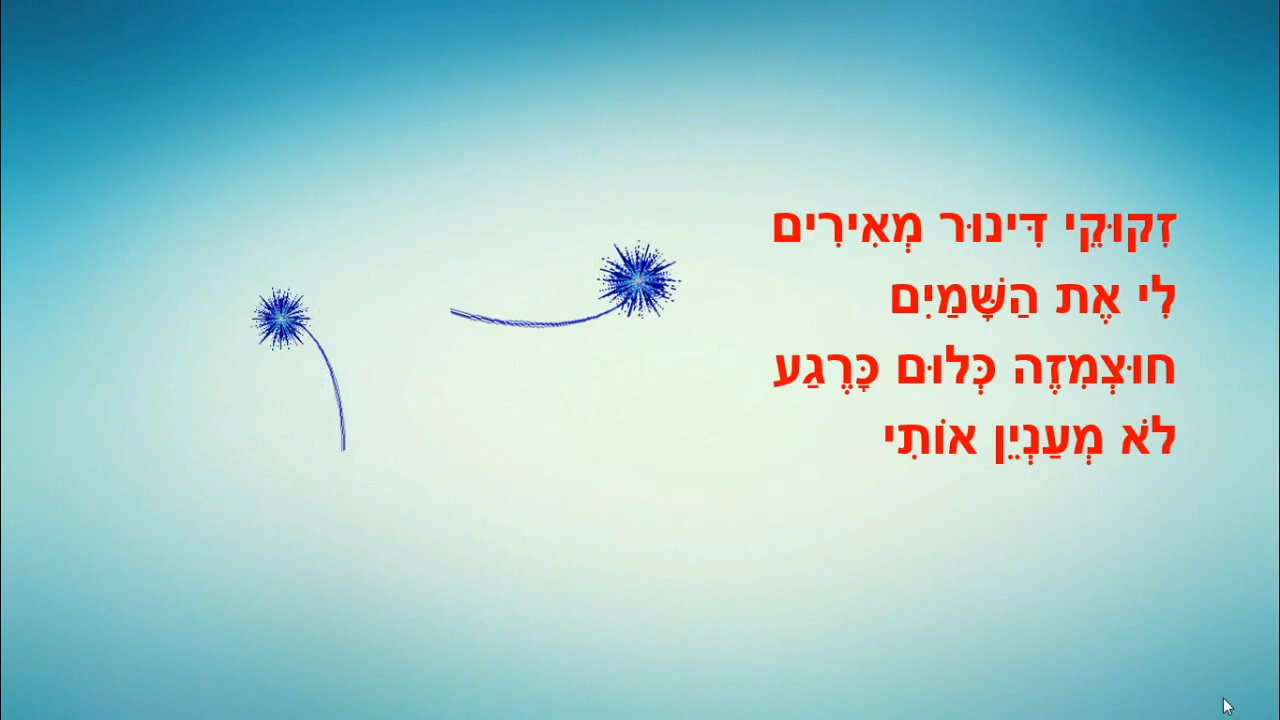 זִקוּקֵי דִּינוּר מְאִירִים
לִי אֶת הַשָּׁמַיִם
חוּצְמִזֶה כְּלוּם כָּרֶגַע
לֹא מְעַנְיֵן אוֹתִי